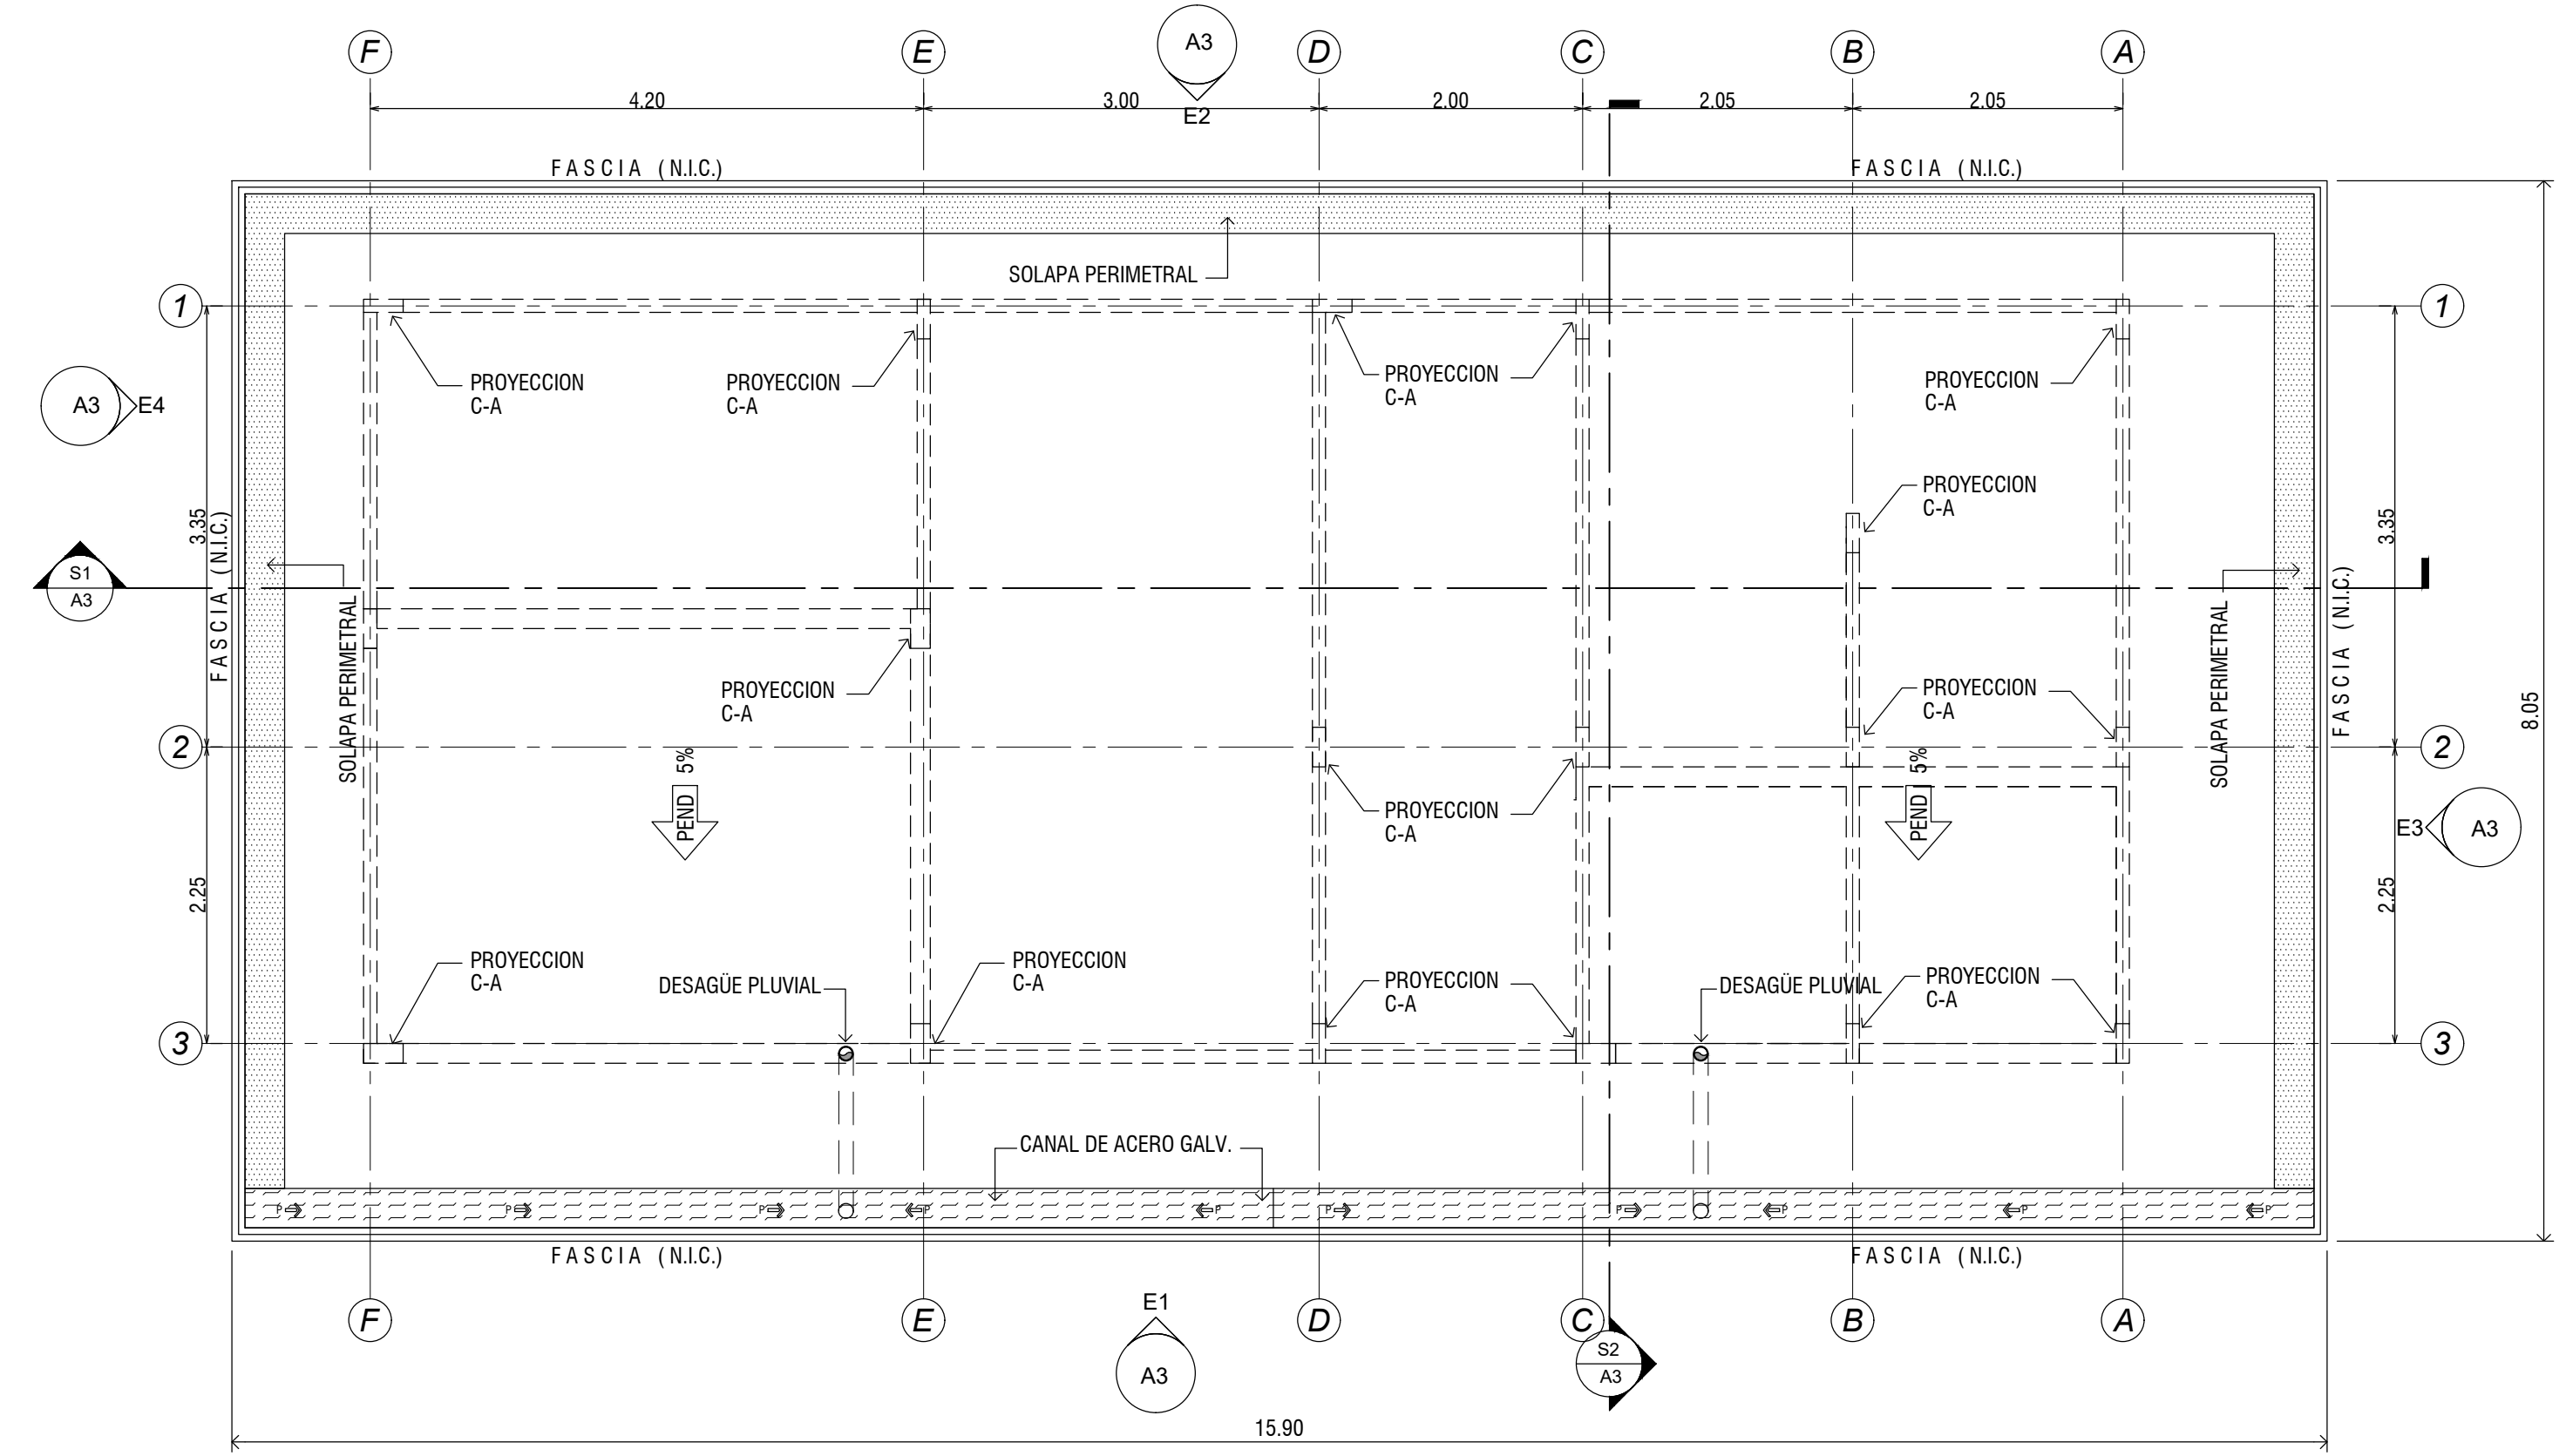 F E D C B A
A3
E2
4.20 3.00 2.00 2.05 2.05
FASCIA (N.I.C.) FASCIA (N.I.C.)
SOLAPA PERIMETRAL
1 1
PROYECCION
C-A
PROYECCION
C-A
PROYECCION
C-A
PROYECCION
C-A
A3 E4
PROYECCION
C-A
3.35
FASCIA (N.I.C.)
S1
A3
SOLAPA PERIMETRAL
3.35
FASCIA (N.I.C.)
SOLAPA PERIMETRAL
8.05
PROYECCION
C-A
PROYECCION
C-A
2 2
PEND 5%
PEND 5%
PROYECCION
C-A
E3 A3
2.25
2.25
PROYECCION
C-A
DESAGÜE PLUVIAL
PROYECCION
C-A
PROYECCION
C-A
DESAGÜE PLUVIAL
PROYECCION
C-A
3 3
CANAL DE ACERO GALV.
P P P P P P P P P P
FASCIA (N.I.C.) FASCIA (N.I.C.)
F E D C B A
E1
A3
S2
A3
15.90